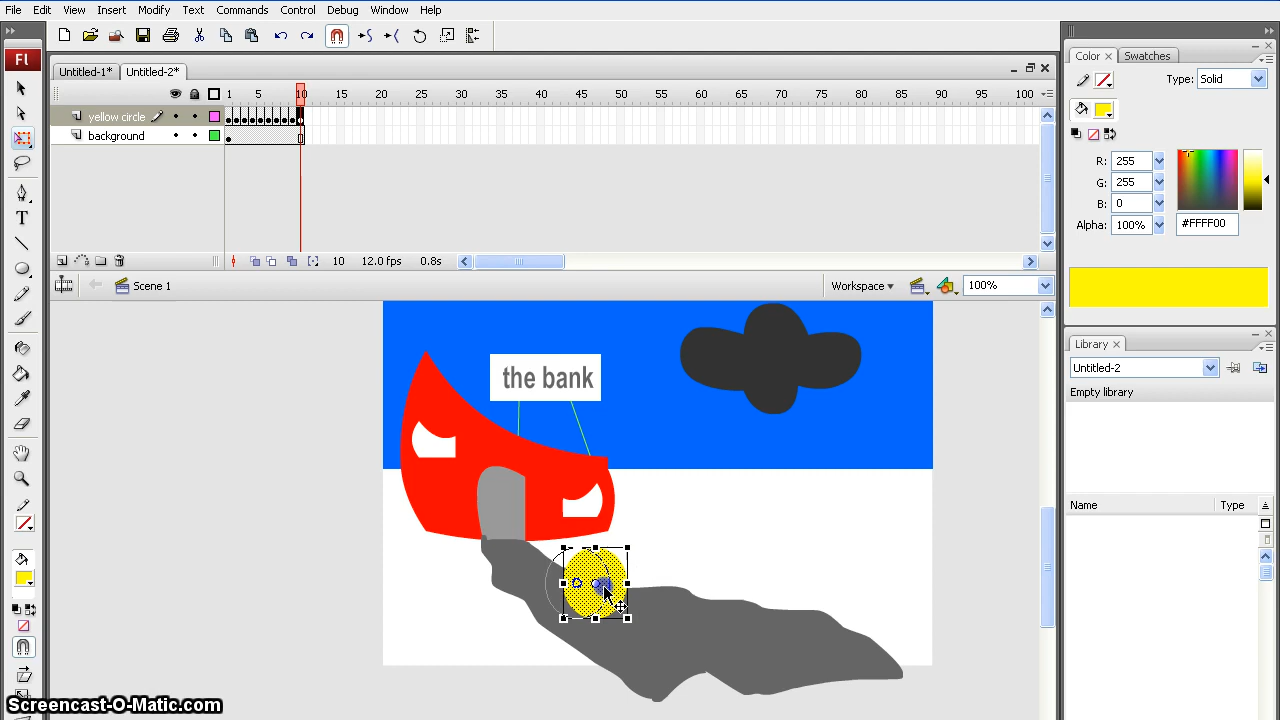 File Edit View Insert Modify Text Commands Control Debug Window Help
Fl
Untitled-1* Untitled-2*
1 5 10 15 20 25 30 35 40 45 50 55 60 65 70 75 80 85 90 95 100
yellow circle
background
10 12.0 fps 0.8s
Scene 1
Workspace
100%
the bank
Color Swatches
Type: Solid
R: 255
G: 255
B: 0
Alpha: 100%
#FFFF00
Library
Untitled-2
Empty library
Name Type
T
Screencast-O-Matic.com